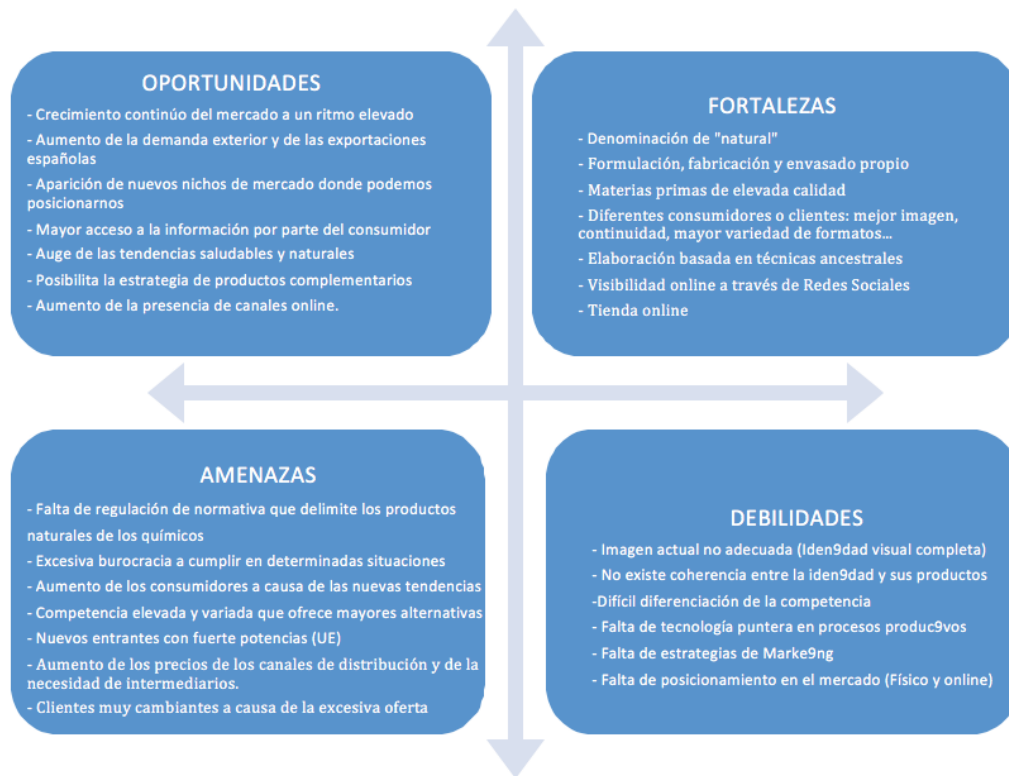 OPORTUNIDADES
- Crecimiento continúo del mercado a un ritmo elevado
- Aumento de la demanda exterior y de las exportaciones
españolas
- Aparición de nuevos nichos de mercado donde podemos
posicionarnos
- Mayor acceso a la información por parte del consumidor
- Auge de las tendencias saludables y naturales
- Posibilita la estrategia de productos complementarios
- Aumento de la presencia de canales online.
FORTALEZAS
- Denominación de "natural"
- Formulación, fabricación y envasado propio
- Materias primas de elevada calidad
- Diferentes consumidores o clientes: mejor imagen,
continuidad, mayor variedad de formatos...
- Elaboración basada en técnicas ancestrales
- Visibilidad online a través de Redes Sociales
- Tienda online
AMENAZAS
- Falta de regulación de normativa que delimite los productos
naturales de los químicos
- Excesiva burocracia a cumplir en determinadas situaciones
- Aumento de los consumidores a causa de las nuevas tendencias
- Competencia elevada y variada que ofrece mayores alternativas
- Nuevos entrantes con fuerte potencias (UE)
- Aumento de los precios de los canales de distribución y de la
necesidad de intermediarios.
- Clientes muy cambiantes a causa de la excesiva oferta
DEBILIDADES
- Imagen actual no adecuada (Iden9dad visual completa)
- No existe coherencia entre la iden9dad y sus productos
-Difícil diferenciación de la competencia
- Falta de tecnología puntera en procesos produc9vos
- Falta de estrategias de Marke9ng
- Falta de posicionamiento en el mercado (Físico y online)